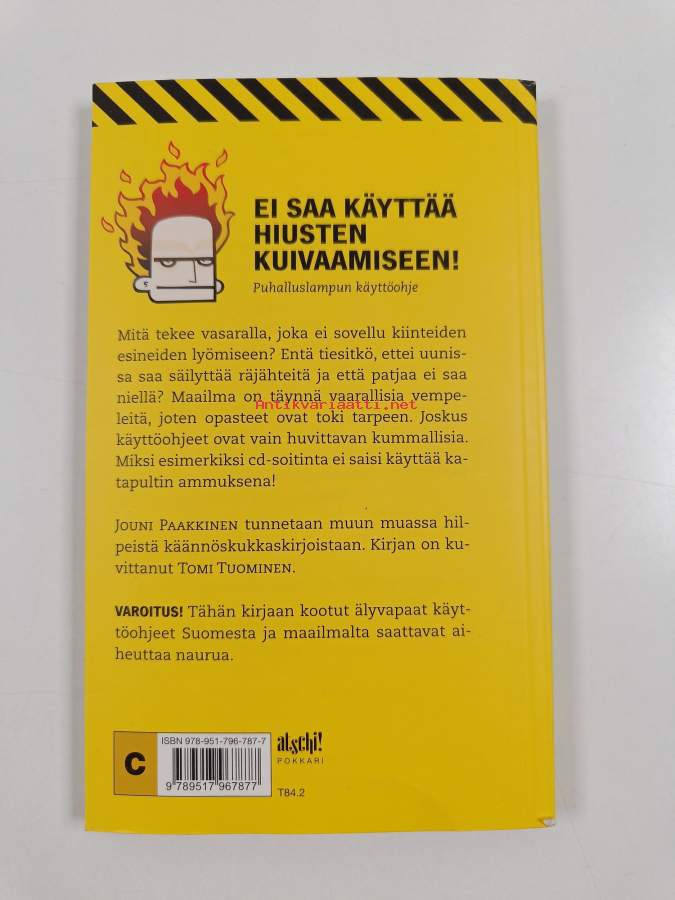 EI SAA KÄYTTÄÄ
HIUSTEN
KUIVAAMISEEN!
Puhalluslampun käyttöohje
Mitä tekee vasaralla, joka ei sovellu kiinteiden
esineiden lyömiseen? Entä tiesitkö, ettei uunis-
sa saa säilyttää räjähteitä ja että patjaa ei saa
niellä? Maailma on täynnä vaarallisia vempe-
leitä, joten opasteet ovat toki tarpeen. Joskus
Antikvariaatti.net
käyttöohjeet ovat vain huvittavan kummallisia.
Miksi esimerkiksi cd-soitinta ei saisi käyttää ka-
tapultin ammuksena!
JOUNI PAAKKINEN tunnetaan muun muassa hil-
peistä käännöskukkaskirjoistaan. Kirjan on ku-
vittanut TOMI TUOMINEN.
VAROITUS! Tähän kirjaan kootut älyvapaat käyt-
töohjeet Suomesta ja maailmalta saattavat ai-
heuttaa naurua.
C
ISBN 978-951-796-787-7
9 789517 967877
atschi!
POKKARI
T84.2